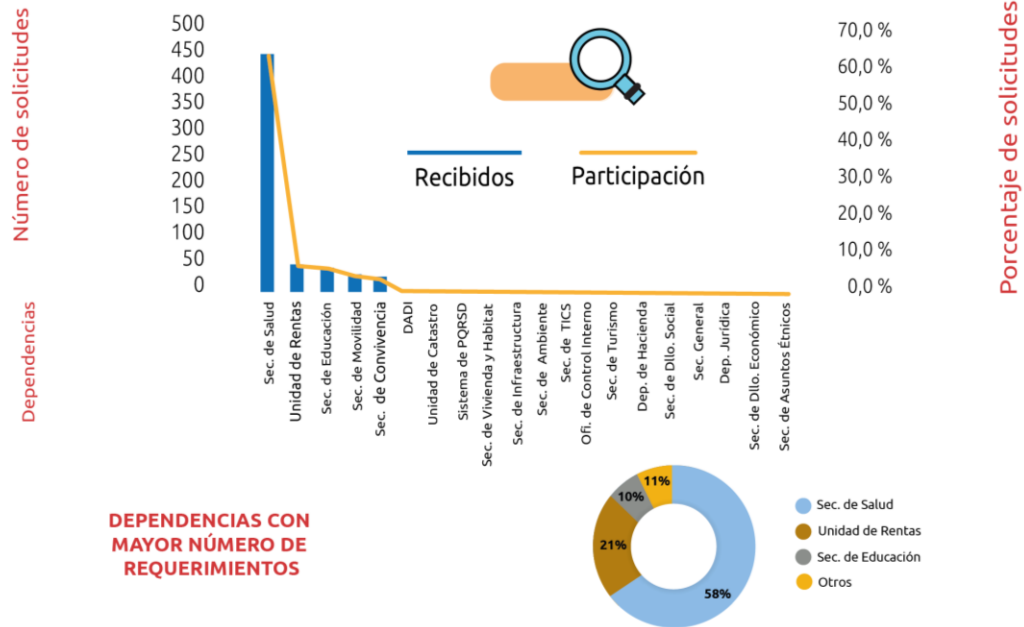 Número de solicitudes
500
450
400
350
300
250
200
150
100
50
0
Recibidos
Participación
70,0 %
60,0 %
50,0 %
40,0 %
30,0 %
20,0 %
10,0 %
0,0 %
Porcentaje de solicitudes
Dependencias
Sec. de Salud
Unidad de Rentas
Sec. de Educación
Sec. de Movilidad
Sec. de Convivencia
DADI
Unidad de Catastro
Sistema de PQRSD
Sec. de Vivienda y Habitat
Sec. de Infraestructura
Sec. de Ambiente
Sec. de TICS
Ofi. de Control Interno
Sec. de Turismo
Dep. de Hacienda
Sec. de Dllo. Social
Sec. General
Dep. Jurídica
Sec. de Dllo. Económico
Sec. de Asuntos Étnicos
DEPENDENCIAS CON
MAYOR NÚMERO DE
REQUERIMIENTOS
11%
10%
21%
58%
Sec. de Salud
Unidad de Rentas
Sec. de Educación
Otros